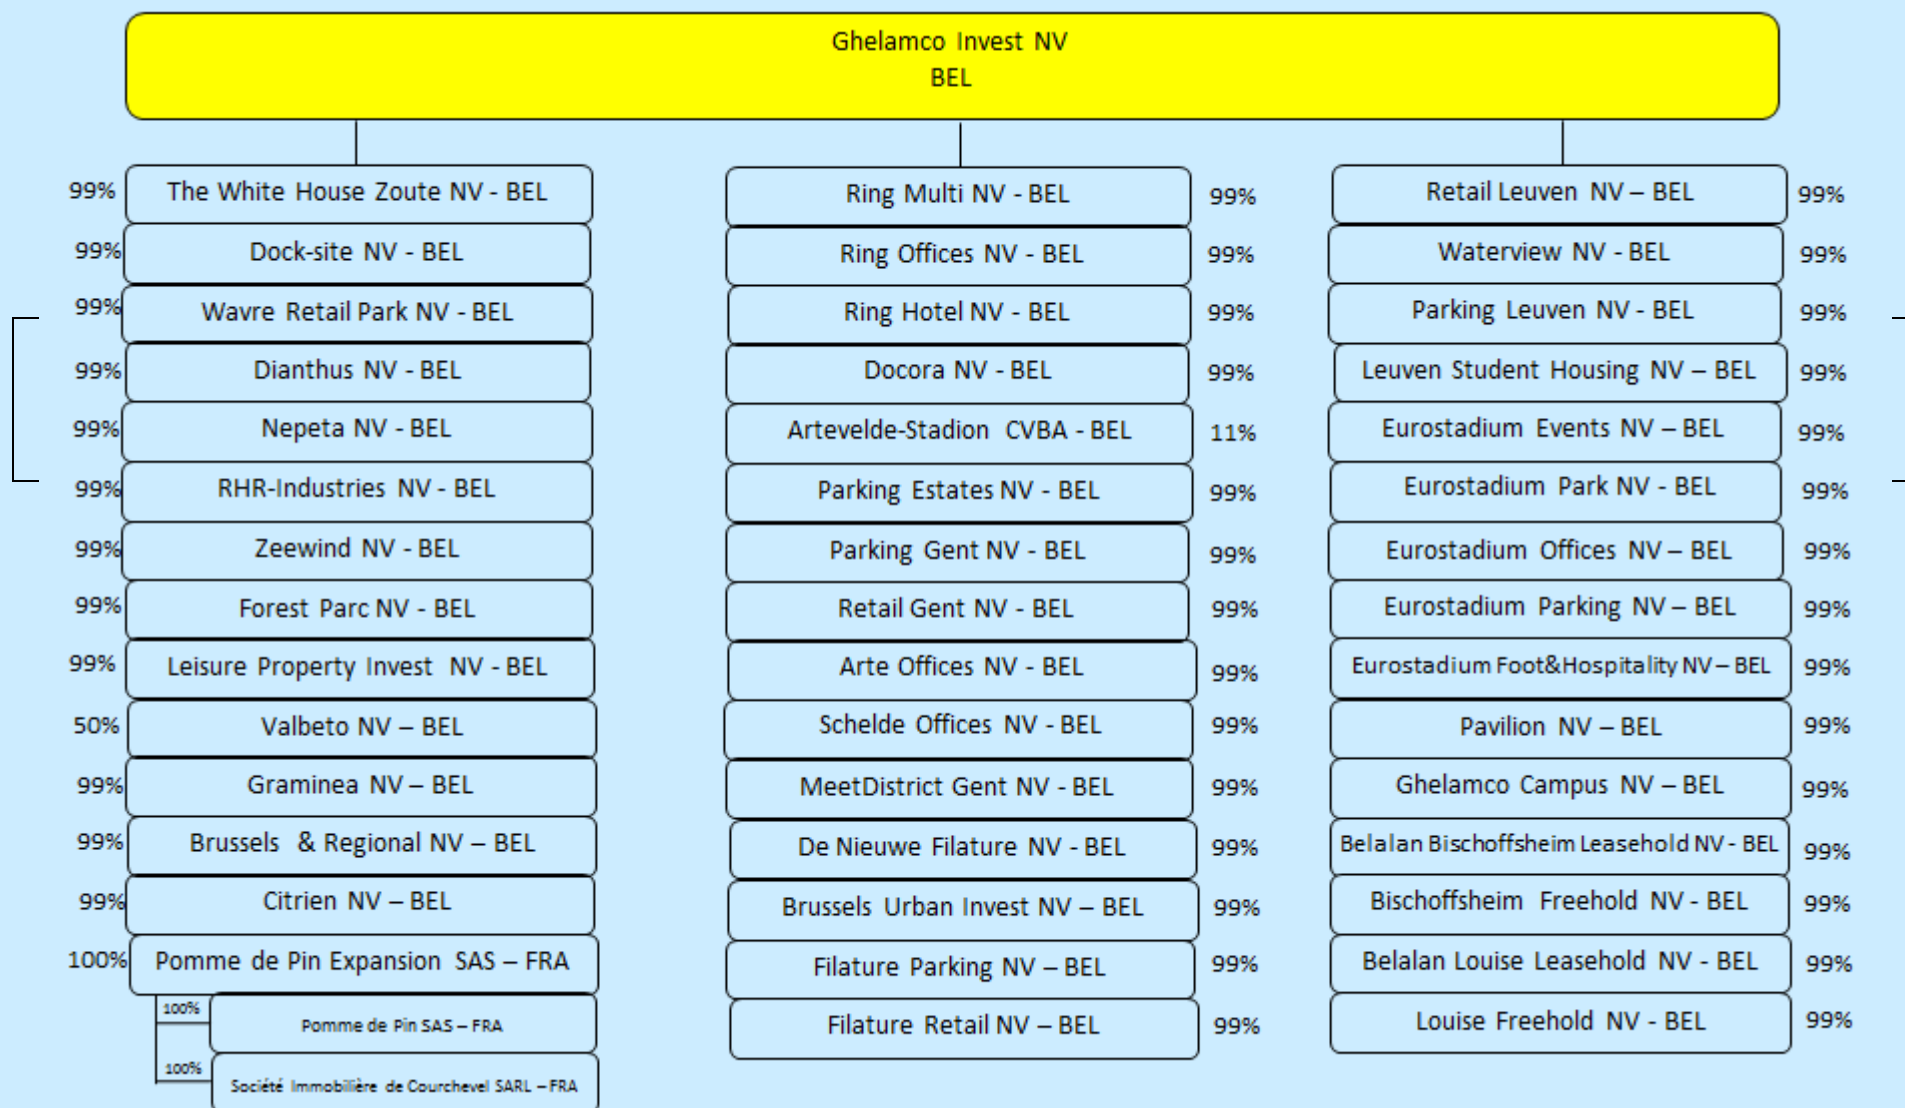 Ghelamco Invest NV
BEL
99% The White House Zoute NV - BEL
99% Dock-site NV - BEL
99% Wavre Retail Park NV - BEL
99% Dianthus NV - BEL
99% Nepeta NV - BEL
99% RHR-Industries NV - BEL
99% Zeewind NV - BEL
99% Forest Parc NV - BEL
99% Leisure Property Invest NV - BEL
50% Valbeto NV – BEL
99% Graminea NV – BEL
99% Brussels & Regional NV – BEL
99% Citrien NV – BEL
100% Pomme de Pin Expansion SAS – FRA
100% Pomme de Pin SAS – FRA
100% Société Immobilière de Courchevel SARL – FRA
Ring Multi NV - BEL 99%
Ring Offices NV - BEL 99%
Ring Hotel NV - BEL 99%
Docora NV - BEL 99%
Artevelde-Stadion CVBA - BEL 11%
Parking Estates NV - BEL 99%
Parking Gent NV - BEL 99%
Retail Gent NV - BEL 99%
Arte Offices NV - BEL 99%
Schelde Offices NV - BEL 99%
MeetDistrict Gent NV - BEL 99%
De Nieuwe Filature NV - BEL 99%
Brussels Urban Invest NV – BEL 99%
Filature Parking NV – BEL 99%
Filature Retail NV – BEL 99%
Retail Leuven NV – BEL 99%
Waterview NV - BEL 99%
Parking Leuven NV - BEL 99%
Leuven Student Housing NV – BEL 99%
Eurostadium Events NV – BEL 99%
Eurostadium Park NV - BEL 99%
Eurostadium Offices NV – BEL 99%
Eurostadium Parking NV – BEL 99%
Eurostadium Foot&Hospitality NV – BEL 99%
Pavilion NV – BEL 99%
Ghelamco Campus NV – BEL 99%
Belalan Bischoffsheim Leasehold NV - BEL 99%
Bischoffsheim Freehold NV - BEL 99%
Belalan Louise Leasehold NV - BEL 99%
Louise Freehold NV - BEL 99%